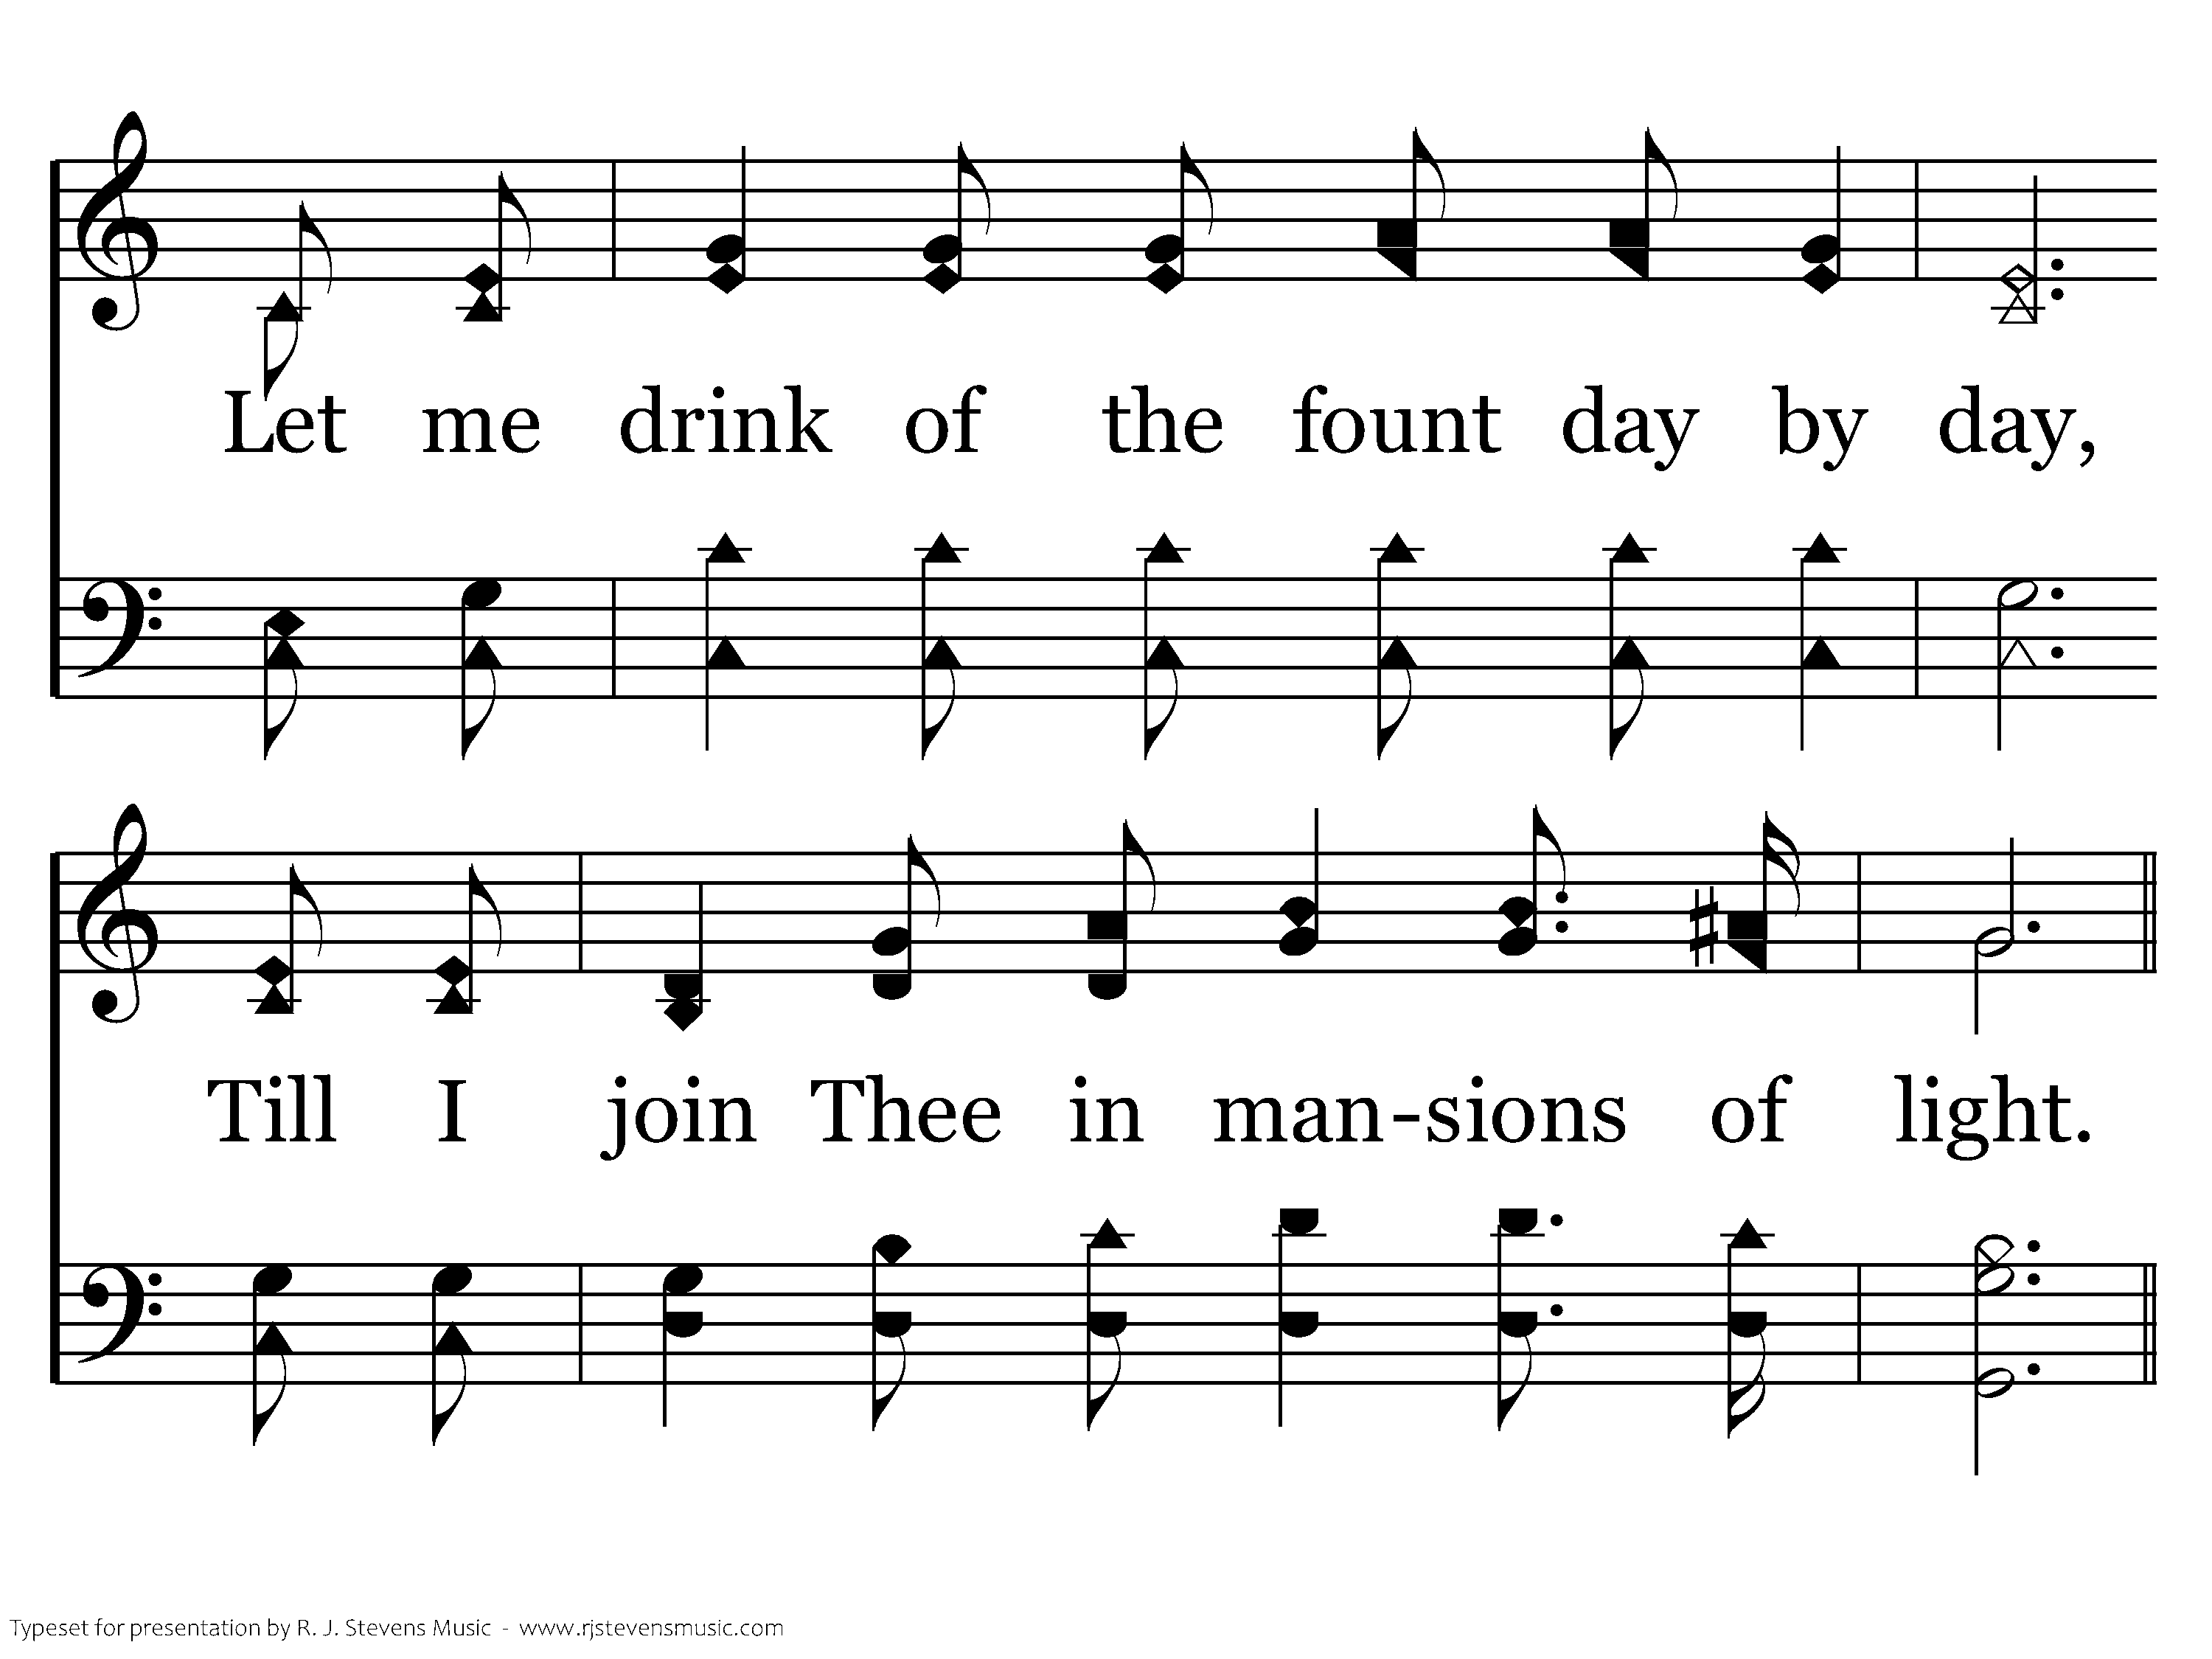 Let me drink of the fount day by day,
Till I join Thee in man-sions of light.
Typeset for presentation by R. J. Stevens Music - www.rjstevensmusic.com